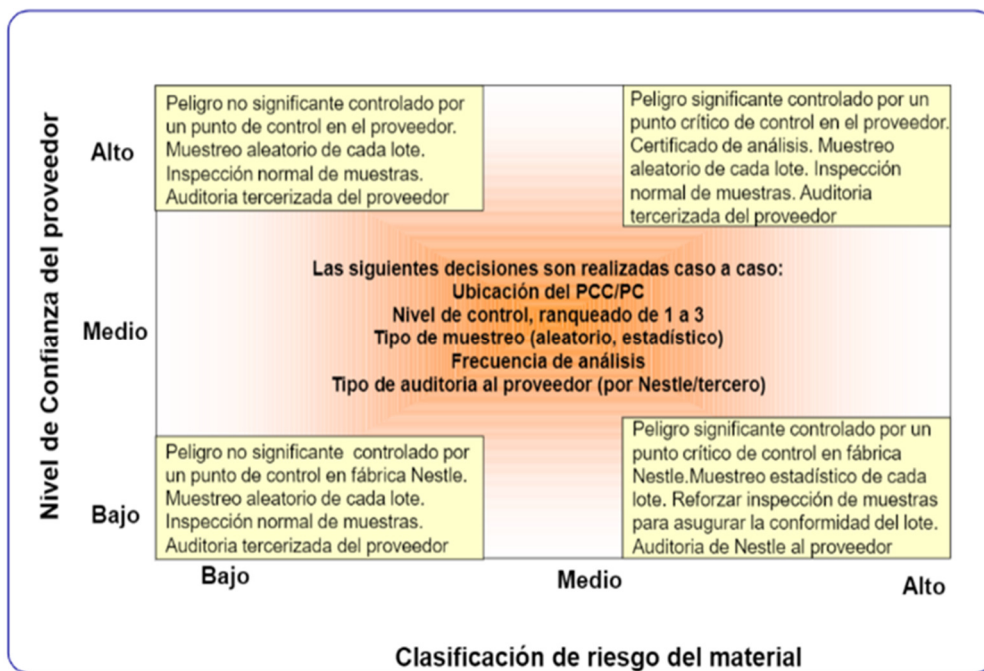 Nivel de Confianza del proveedor
Alto
Peligro no significante controlado por
un punto de control en el proveedor.
Muestreo aleatorio de cada lote.
Inspección normal de muestras.
Auditoria tercerizada del proveedor
Peligro significante controlado por un
punto crítico de control en el proveedor.
Certificado de análisis. Muestreo
aleatorio de cada lote. Inspección
normal de muestras. Auditoria
tercerizada del proveedor
Medio
Las siguientes decisiones son realizadas caso a caso:
Ubicación del PCC/PC
Nivel de control, ranqueado de 1 a 3
Tipo de muestreo (aleatorio, estadístico)
Frecuencia de análisis
Tipo de auditoria al proveedor (por Nestle/tercero)
Bajo
Peligro no significante controlado por
un punto de control en fábrica Nestle.
Muestreo aleatorio de cada lote.
Inspección normal de muestras.
Auditoria tercerizada del proveedor
Peligro significante controlado por un
punto crítico de control en fábrica
Nestle.Muestreo estadístico de cada
lote. Reforzar inspección de muestras
para asugurar la conformidad del lote.
Auditoria de Nestle al proveedor
Bajo
Medio
Alto
Clasificación de riesgo del material